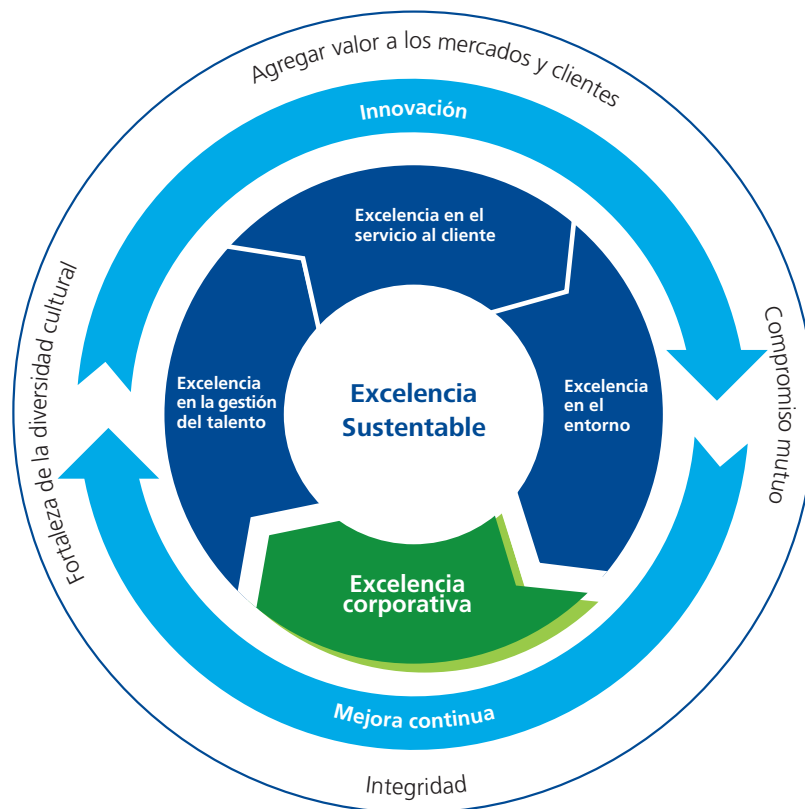 Agregar valor a los mercados y clientes
Innovación
Excelencia en el
servicio al cliente
Fortaleza de la diversidad cultural
Compromiso mutuo
Excelencia
en la gestión
del talento
Excelencia
Sustentable
Excelencia
en el
entorno
Excelencia
corporativa
Mejora continua
Integridad